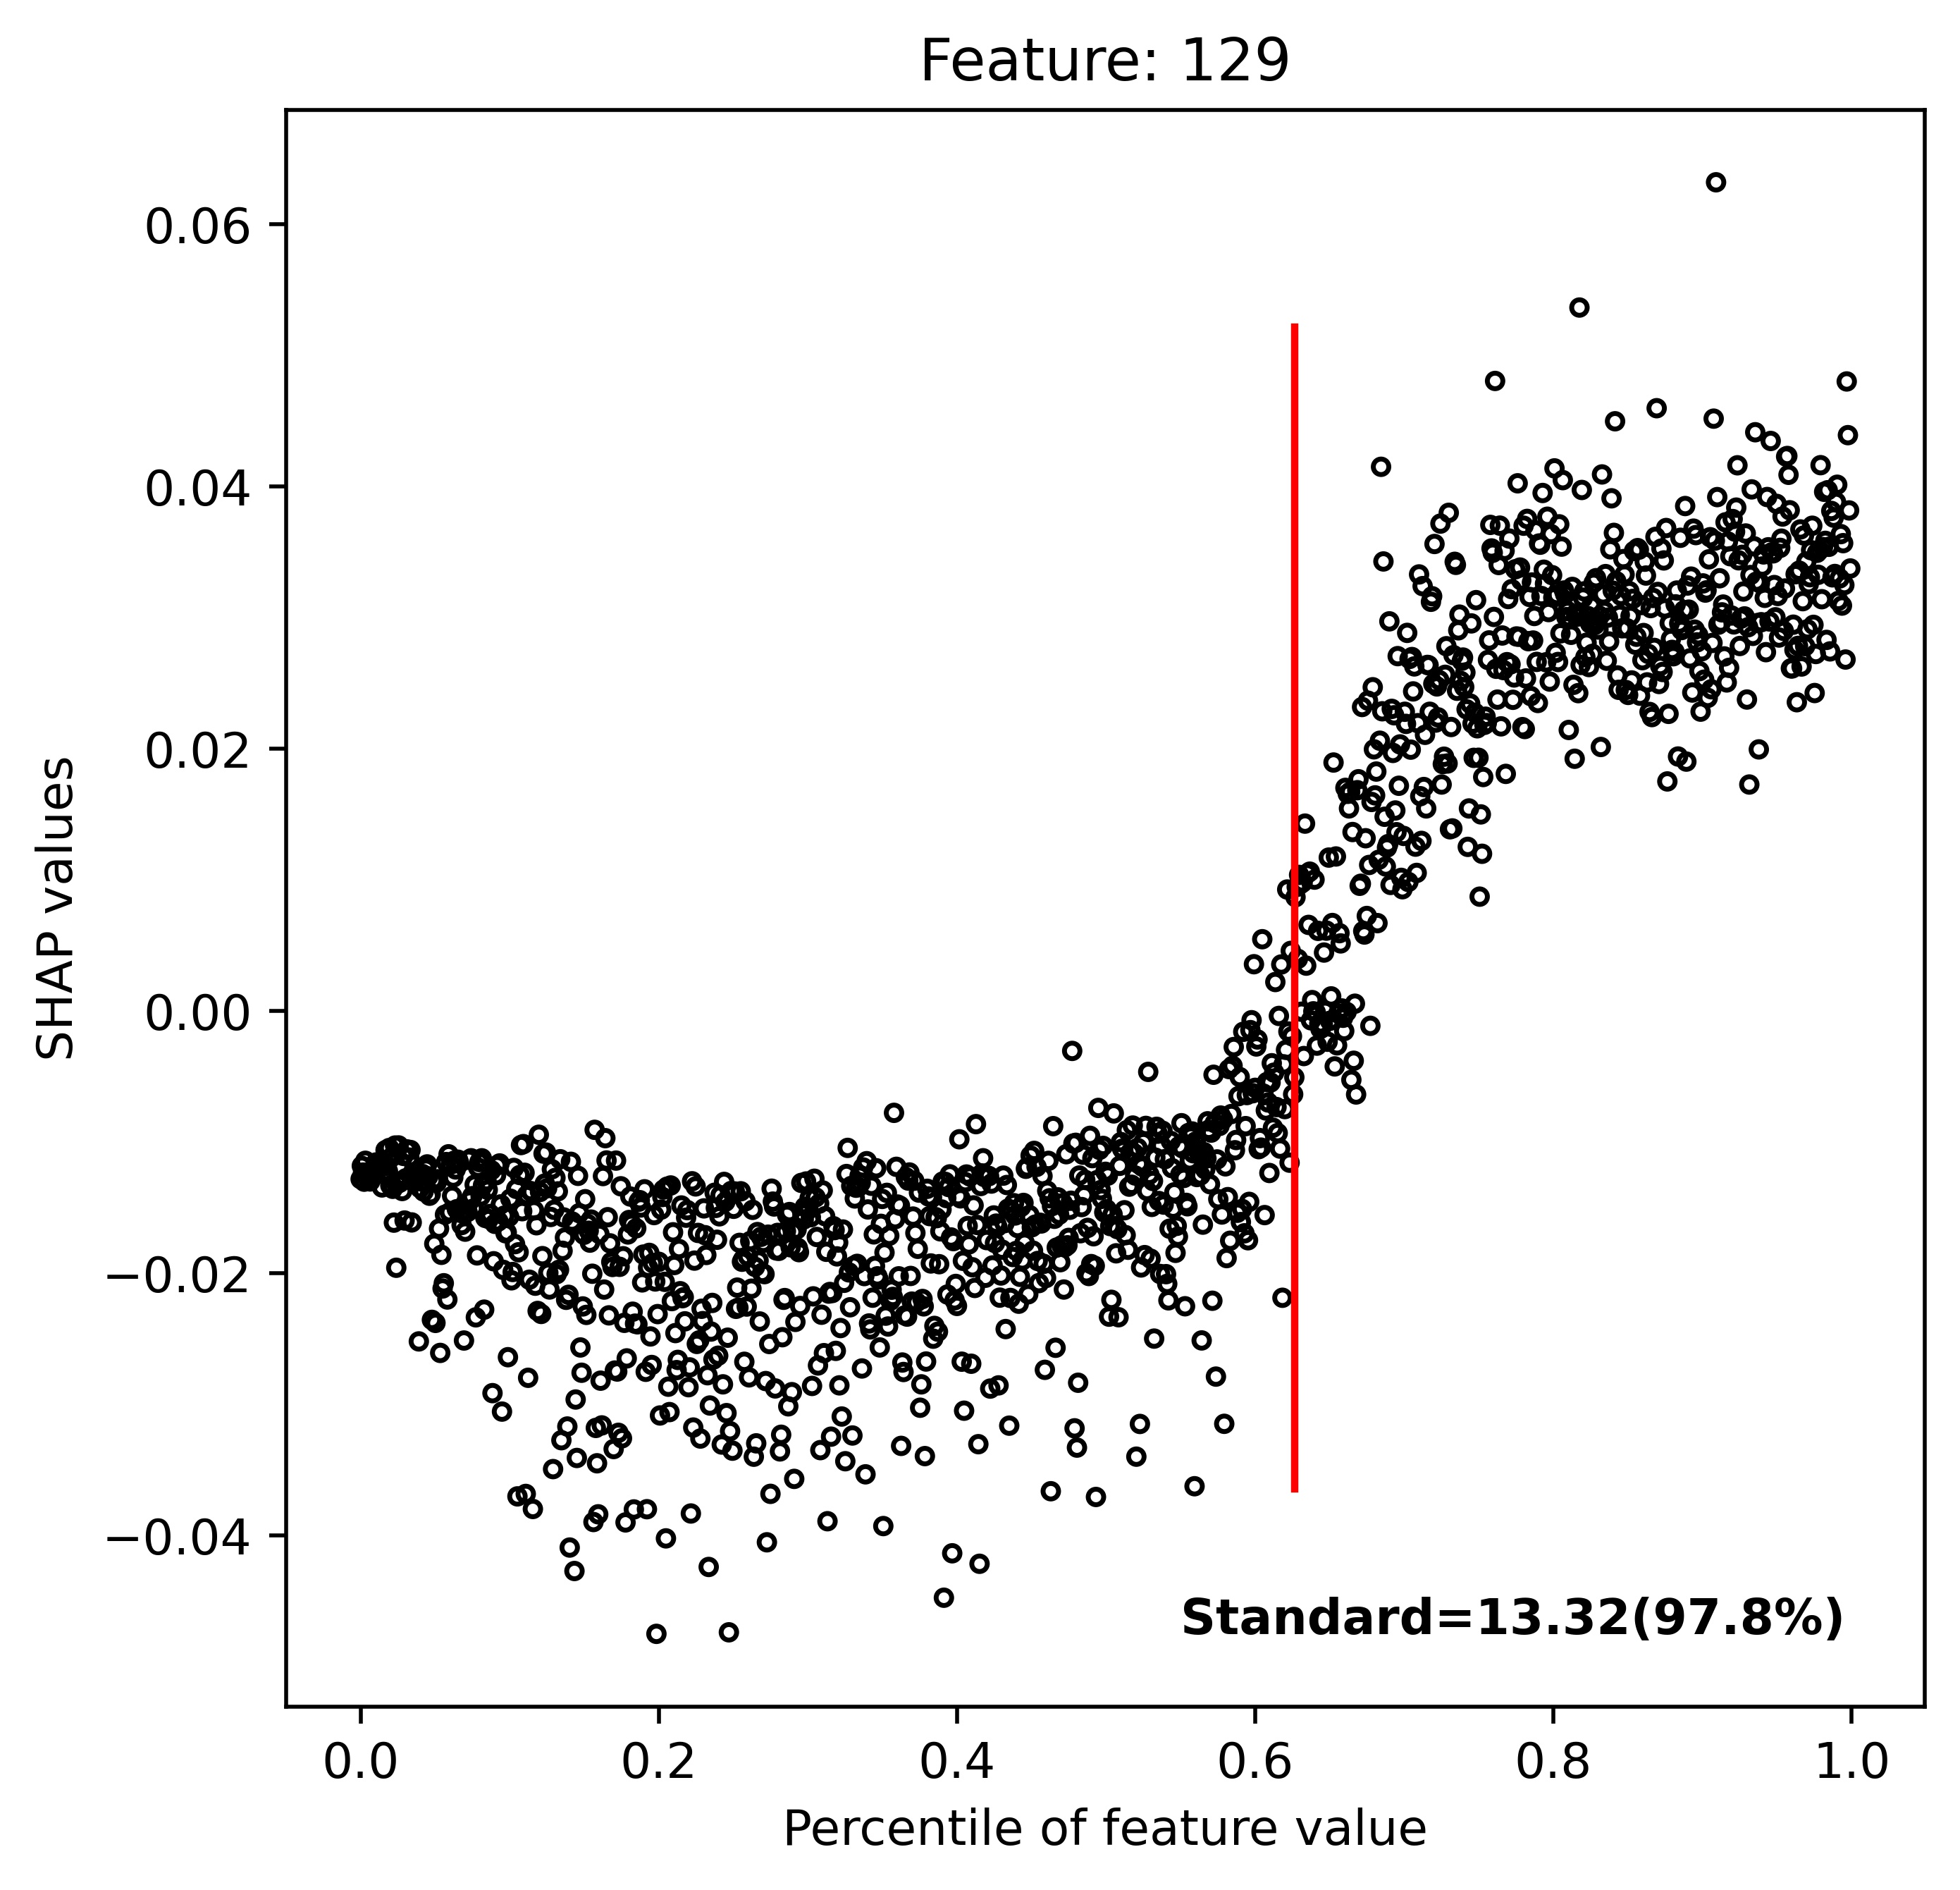 Feature: 129
0.06
0.04
0.02
0.00
−0.02
−0.04
SHAP values
Standard=13.32(97.8%)
0.0 0.2 0.4 0.6 0.8 1.0
Percentile of feature value